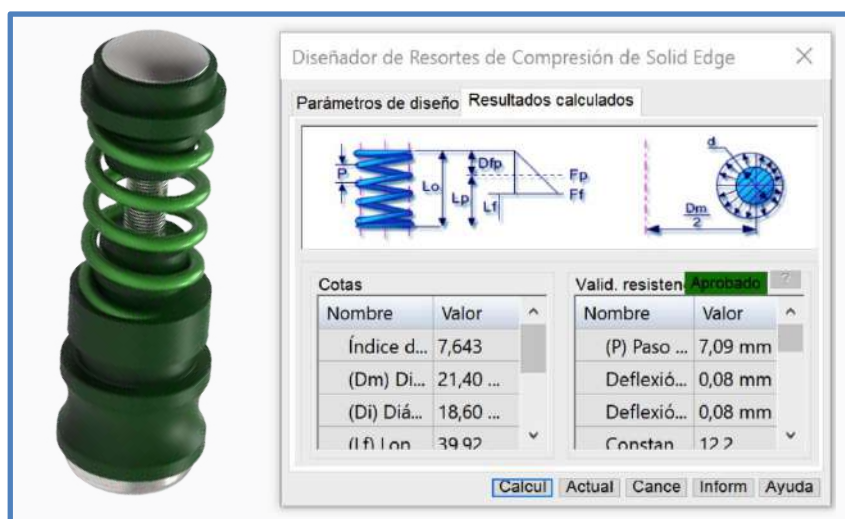 Diseñador de Resortes de Compresión de Solid Edge
Parámetros de diseño Resultados calculados
P
Lo
Lp
Dfp
Lf
Fp
Ff
d
Dm
2
Cotas
Valid. resisten Aprobado ?
Nombre Valor
Nombre Valor
Índice d... 7,643
(P) Paso ... 7,09 mm
(Dm) Di... 21,40 ...
Deflexió... 0,08 mm
(Di) Diá... 18,60 ...
Deflexió... 0,08 mm
(Lf) Lon 39,92
Constan 12,2
Calcul Actual Cance Inform Ayuda